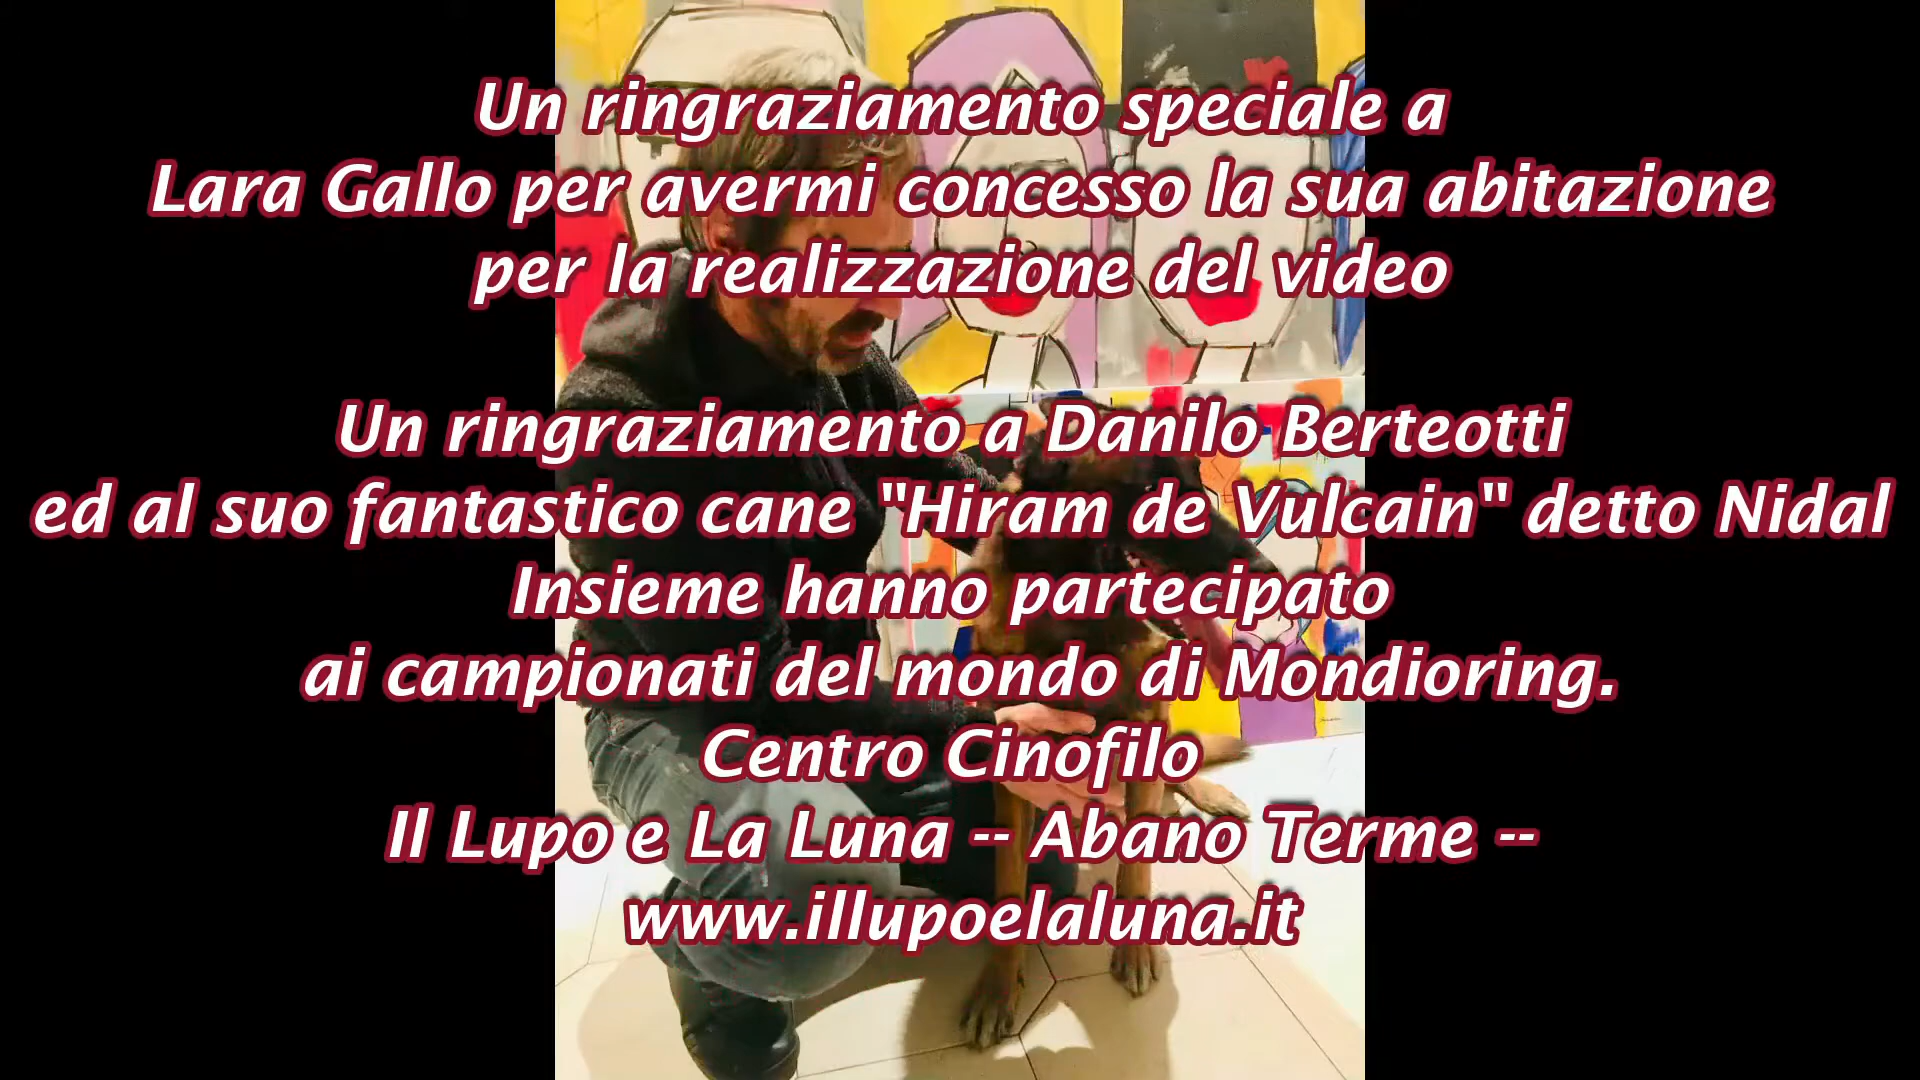 Un ringraziamento speciale a
Lara Gallo per avermi concesso la sua abitazione
per la realizzazione del video
Un ringraziamento a Danilo Berteotti
ed al suo fantastico cane "Hiram de Vulcain" detto Nidal
Insieme hanno partecipato
ai campionati del mondo di Mondioring.
Centro Cinofilo
Il Lupo e La Luna -- Abano Terme --
www.illupoelaluna.it